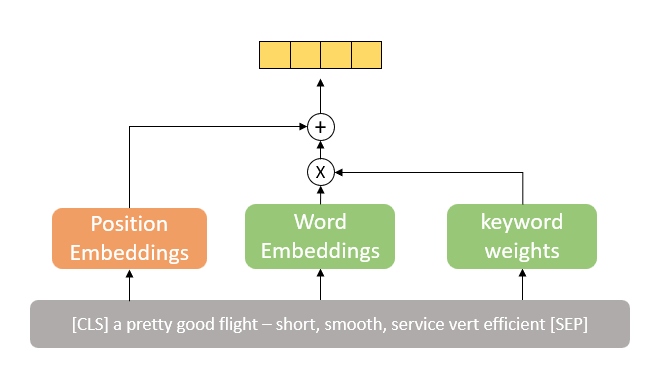 +
X
Position
Embeddings
Word
Embeddings
keyword
weights
[CLS] a pretty good flight – short, smooth, service vert efficient [SEP]